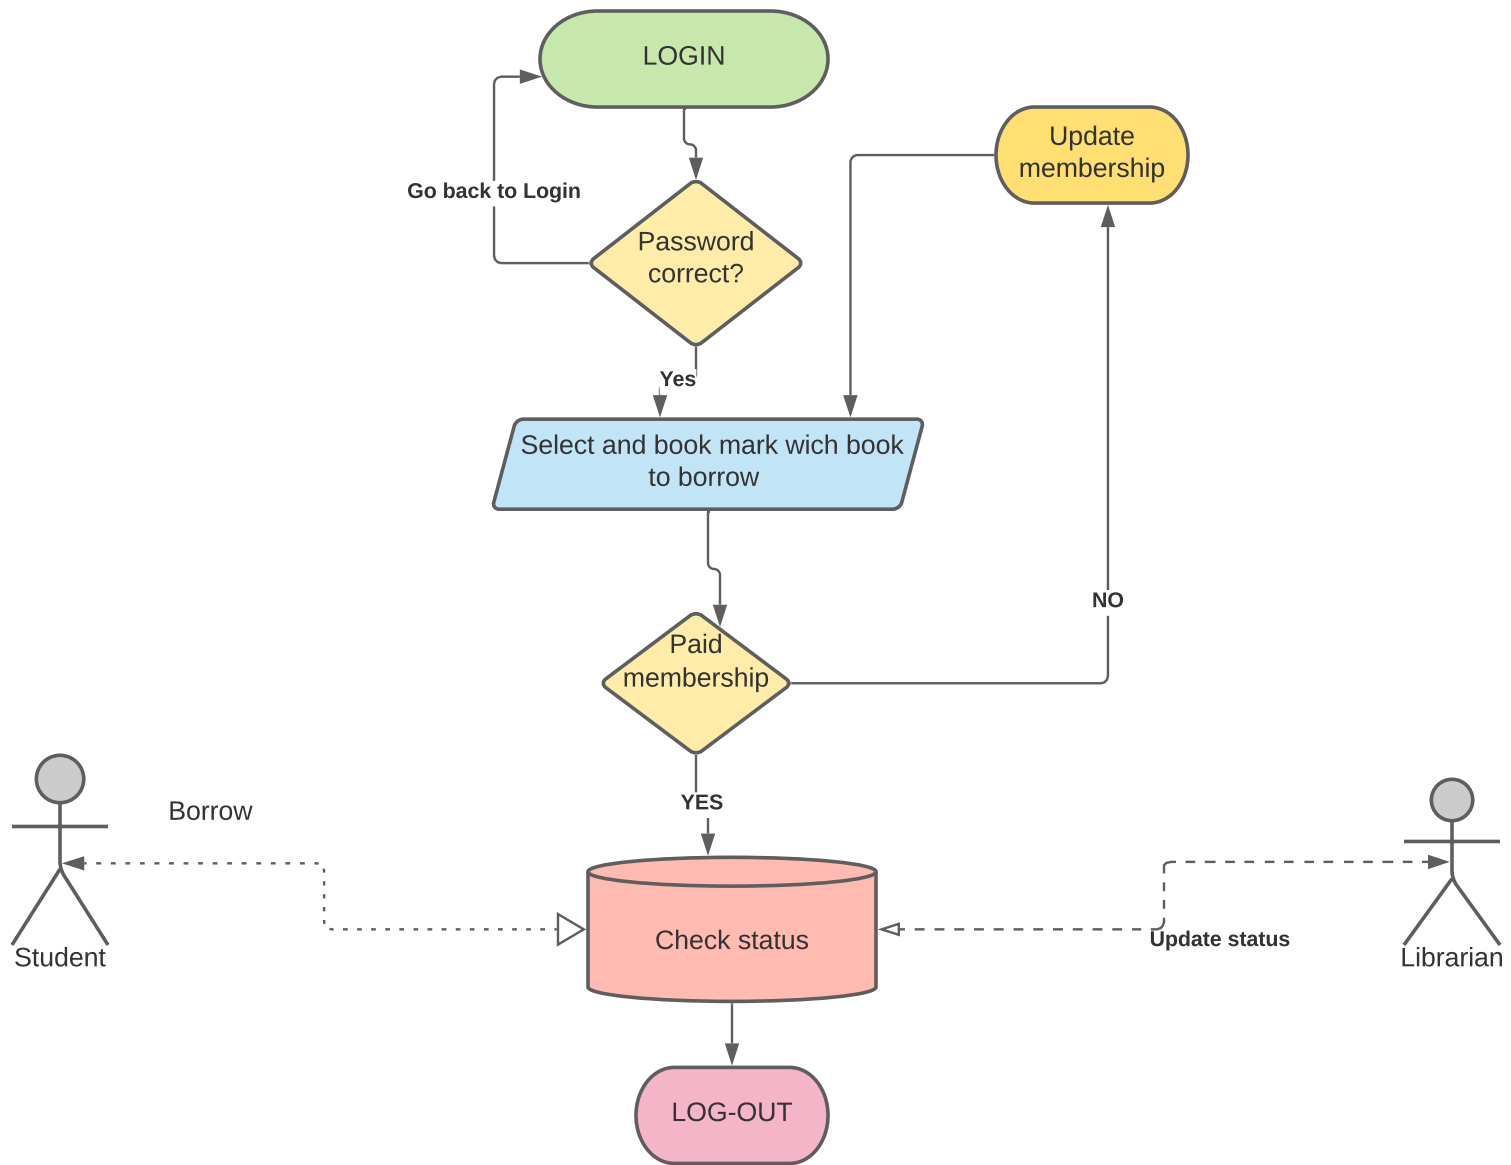 LOGIN
Update
membership
Go back to Login
Password
correct?
Yes
Select and book mark wich book
to borrow
NO
Paid
membership
YES
Borrow
Check status
Update status
Student
Librarian
LOG-OUT